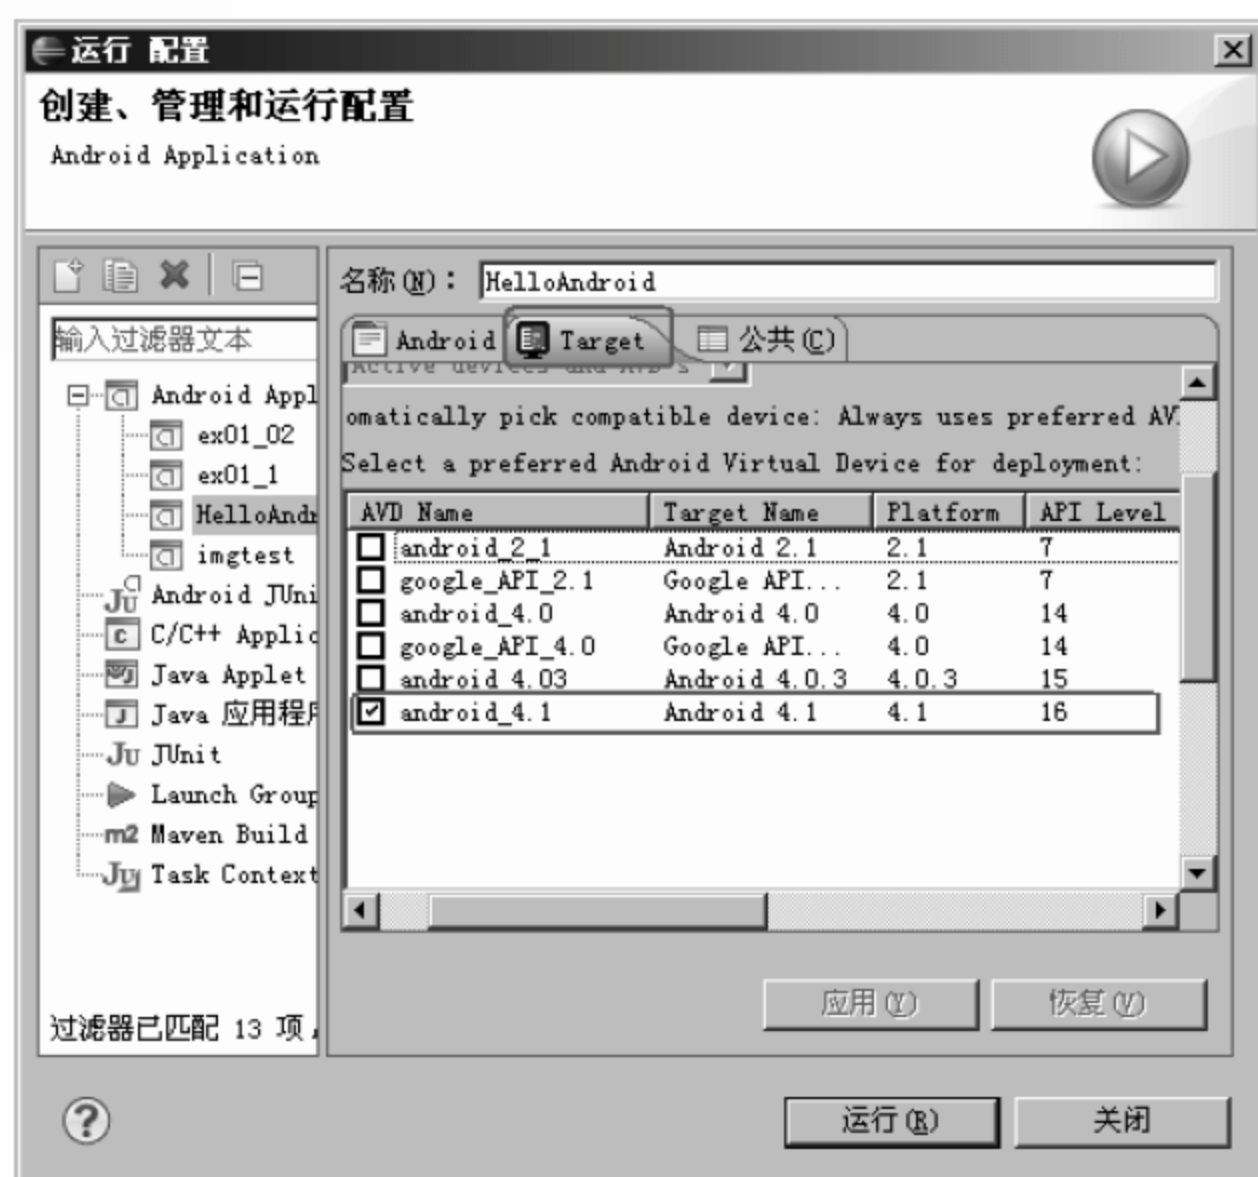 运行 配置
创建、管理和运行配置
Android Application
输入过滤器文本
Android Appl
ex01_02
ex01_1
HelloAnd
imgtest
Android JUni
C/C++ Applic
Java Applet
Java 应用程序
JUnit
Launch Group
Maven Build
Task Context
过滤器已匹配 13 项，
名称(N)： HelloAndroid
Android Target 公共(C)
Active devices and AVD's
omatically pick compatible device: Always uses preferred AV
Select a preferred Android Virtual Device for deployment:
AVD Name Target Name Platform API Level
android_2_1 Android 2.1 2.1 7
google_API_2.1 Google API... 2.1 7
android_4.0 Android 4.0 4.0 14
google_API_4.0 Google API... 4.0 14
android 4.03 Android 4.0.3 4.0.3 15
android_4.1 Android 4.1 4.1 16
应用(Y) 恢复(V)
运行(R) 关闭